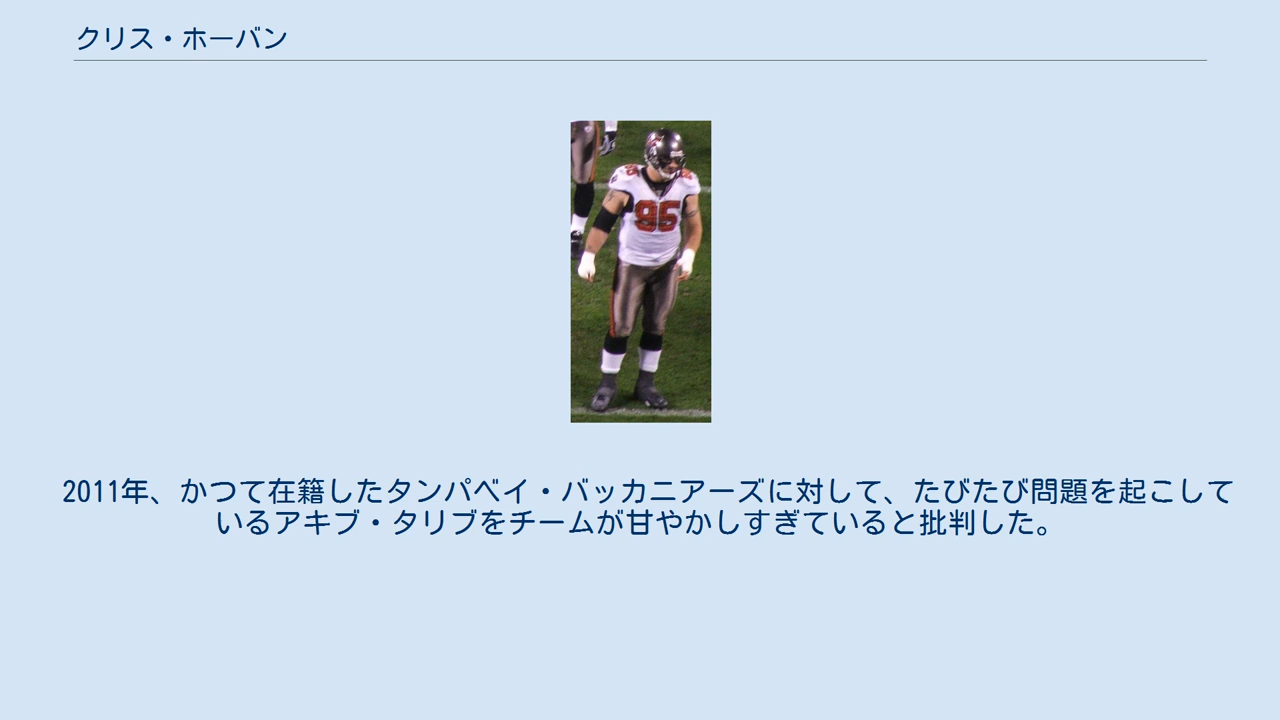 クリス・ホーバン
95
2011年、かつて在籍したタンパベイ・バッカニアーズに対して、たびたび問題を起こして
いるアキブ・タリブをチームが甘やかしすぎていると批判した。